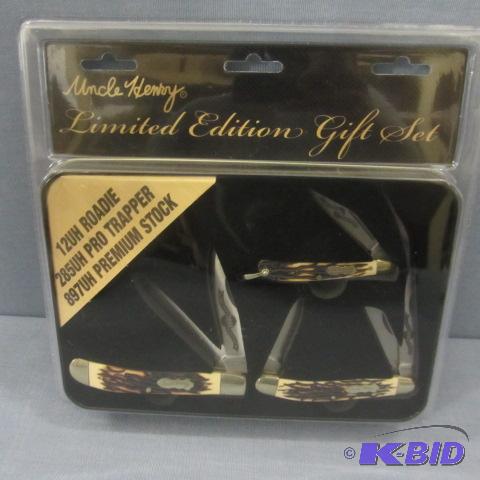 Uncle Henry®
Limited Edition Gift Set
12UH ROADIE
285UH PRO TRAPPER
897UH PREMIUM STOCK
© K-BID